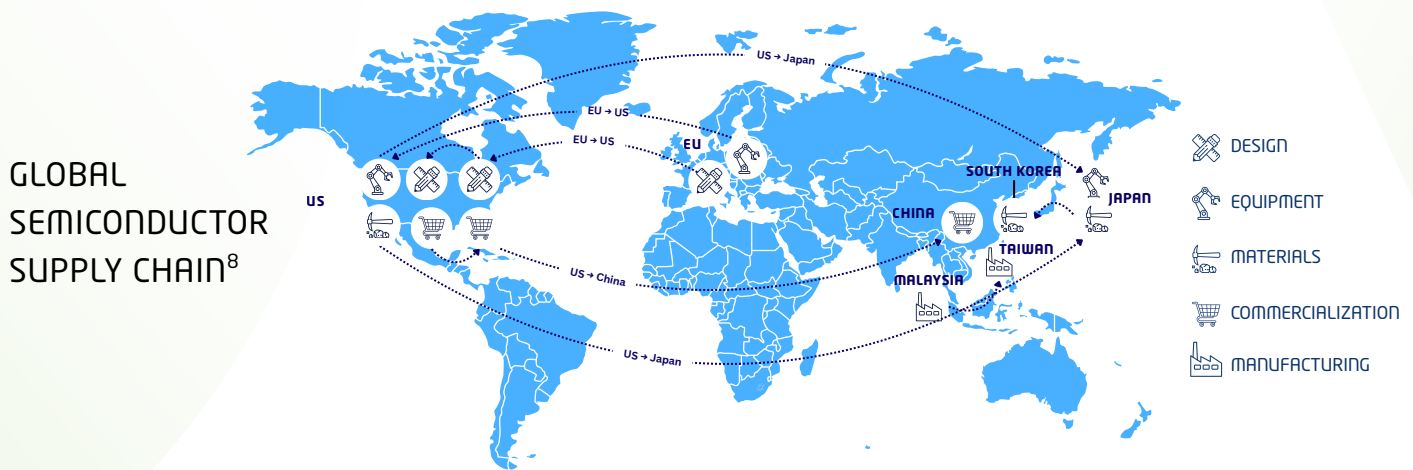 GLOBAL
SEMICONDUCTOR
SUPPLY CHAIN⁸
US → Japan
EU → US
EU → US
EU
US
SOUTH KOREA
JAPAN
CHINA
TAIWAN
MALAYSIA
US → China
US → Japan
DESIGN
EQUIPMENT
MATERIALS
COMMERCIALIZATION
MANUFACTURING